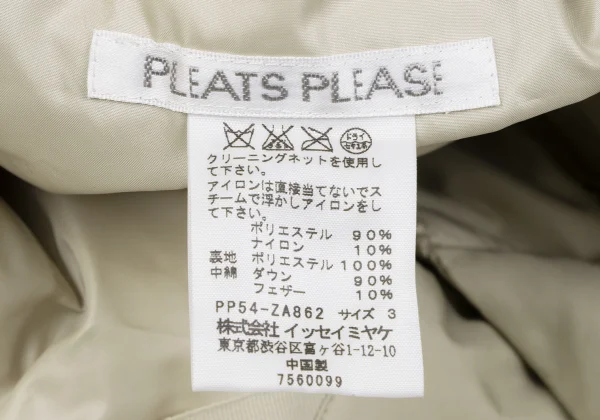 PLEATS PLEASE
ドライ
クリーニングネットを使用し
て下さい。
アイロンは直接当てないでス
チームで浮かしアイロンをし
て下さい。
ポリエステル 90%
ナイロン 10%
裏地 ポリエステル 100%
中綿 ダウン 90%
フェザー 10%
PP54-ZA862 サイズ 3
株式会社 イッセイミヤケ
東京都渋谷区富ヶ谷1-12-10
中国製
7560099